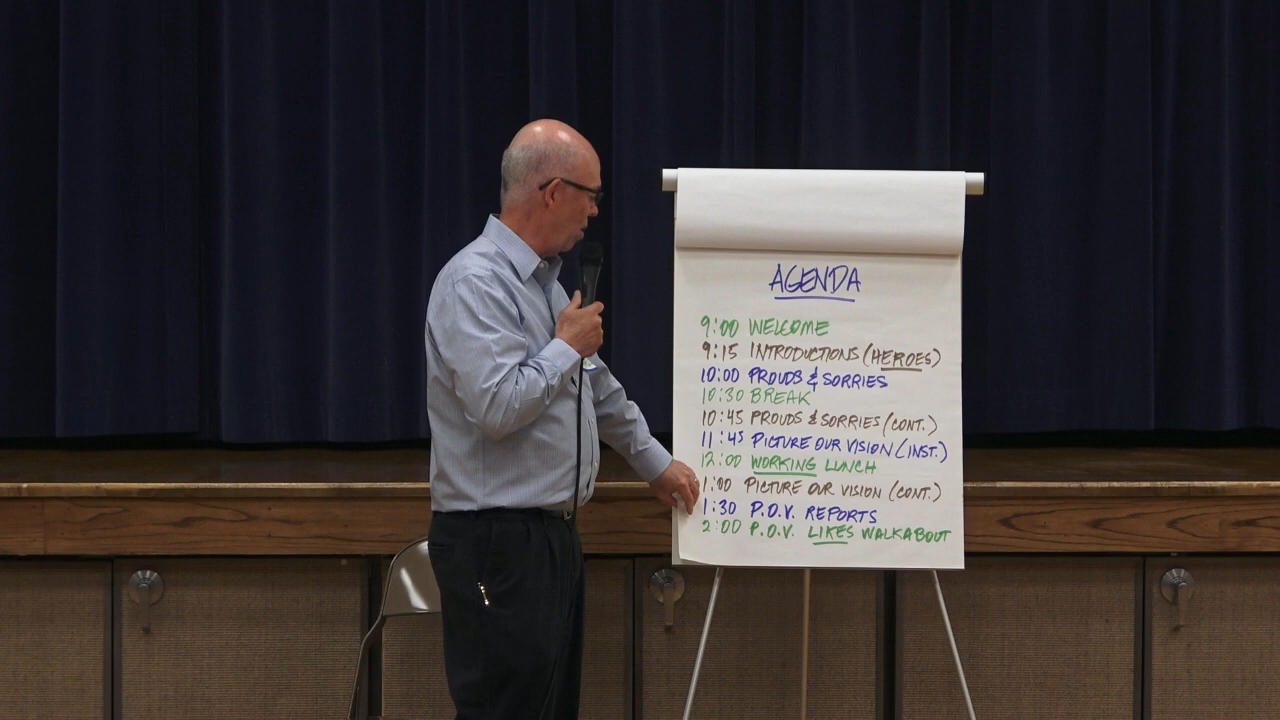 AGENDA
9:00 WELCOME
9:15 INTRODUCTIONS (HEROES)
10:00 PROUDS & SORRIES
10:30 BREAK
10:45 PROUDS & SORRIES (CONT.)
11:45 PICTURE OUR VISION (INST.)
12:00 WORKING LUNCH
1:00 PICTURE OUR VISION (CONT.)
1:30 P.O.V. REPORTS
2:00 P.O.V. LIKES WALKABOUT